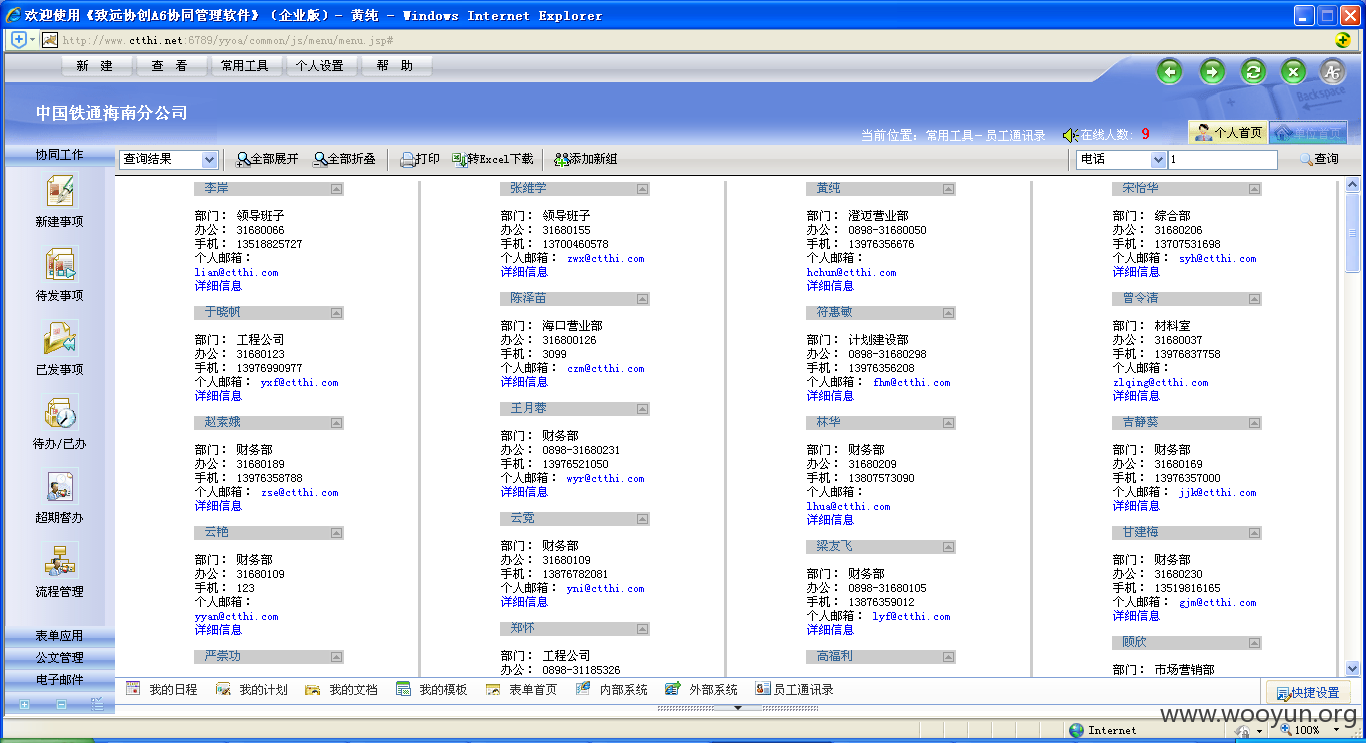 欢迎使用《致远协创A6协同管理软件》（企业版）- 黄纯 - Windows Internet Explorer
http://www.ctthi.net:6789/yyoa/common/js/menu/menu.jsp#
新 建 查 看 常用工具 个人设置 帮 助
中国铁通海南分公司
Backspace
当前位置：常用工具-员工通讯录 在线人数: 9 个人首页 单位首页
协同工作 查询结果 全部展开 全部折叠 打印 转Excel下载 添加新组 电话 1 查询
新建事项
待发事项
已发事项
待办/已办
超期督办
流程管理
表单应用
公文管理
电子邮件
李岸
部门： 领导班子
办公： 31680066
手机： 13518825727
个人邮箱：
lian@ctthi.com
详细信息
于晓帆
部门： 工程公司
办公： 31680123
手机： 13976990977
个人邮箱： yxf@ctthi.com
详细信息
赵素娥
部门： 财务部
办公： 31680189
手机： 13976358788
个人邮箱： zse@ctthi.com
详细信息
云艳
部门： 财务部
办公： 31680109
手机： 123
个人邮箱：
yyan@ctthi.com
详细信息
严崇功
张维学
部门： 领导班子
办公： 31680155
手机： 13700460578
个人邮箱： zwx@ctthi.com
详细信息
陈泽苗
部门： 海口营业部
办公： 316800126
手机： 3099
个人邮箱： czm@ctthi.com
详细信息
王月蓉
部门： 财务部
办公： 0898-31680231
手机： 13976521050
个人邮箱： wyr@ctthi.com
详细信息
云霓
部门： 财务部
办公： 31680109
手机： 13876782081
个人邮箱： yni@ctthi.com
详细信息
郑怀
部门： 工程公司
办公： 0898-31185326
黄纯
部门： 澄迈营业部
办公： 0898-31680050
手机： 13976356676
个人邮箱：
hchun@ctthi.com
详细信息
符惠敏
部门： 计划建设部
办公： 0898-31680298
手机： 13976356208
个人邮箱： fhm@ctthi.com
详细信息
林华
部门： 财务部
办公： 31680209
手机： 13807573090
个人邮箱：
lhua@ctthi.com
详细信息
梁友飞
部门： 财务部
办公： 0898-31680105
手机： 13876359012
个人邮箱： lyf@ctthi.com
详细信息
高福利
宋怡华
部门： 综合部
办公： 31680206
手机： 13707531698
个人邮箱： syh@ctthi.com
详细信息
曾令清
部门： 材料室
办公： 31680037
手机： 13976837758
个人邮箱：
zlqing@ctthi.com
详细信息
吉静葵
部门： 财务部
办公： 31680169
手机： 13976357000
个人邮箱： jjk@ctthi.com
详细信息
甘建梅
部门： 财务部
办公： 31680230
手机： 13519816165
个人邮箱： gjm@ctthi.com
详细信息
顾欣
部门： 市场营销部
我的日程 我的计划 我的文档 我的模板 表单首页 内部系统 外部系统 员工通讯录 快捷设置
www.wooyun.org
Internet 100%